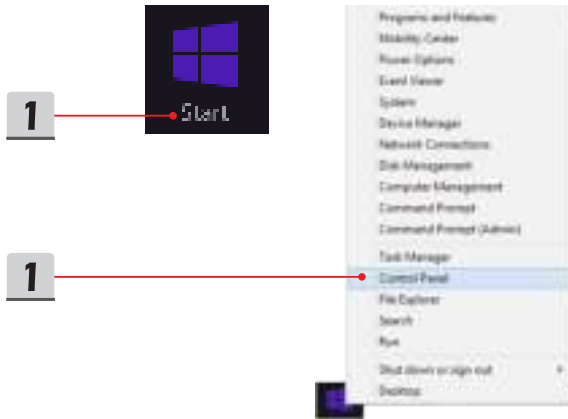 1
Start
1
Programs and Features
Mobility Center
Power Options
Event Viewer
System
Device Manager
Network Connections
Disk Management
Computer Management
Command Prompt
Command Prompt (Admin)
Task Manager
Control Panel
File Explorer
Search
Run
Shut down or sign out
Desktop